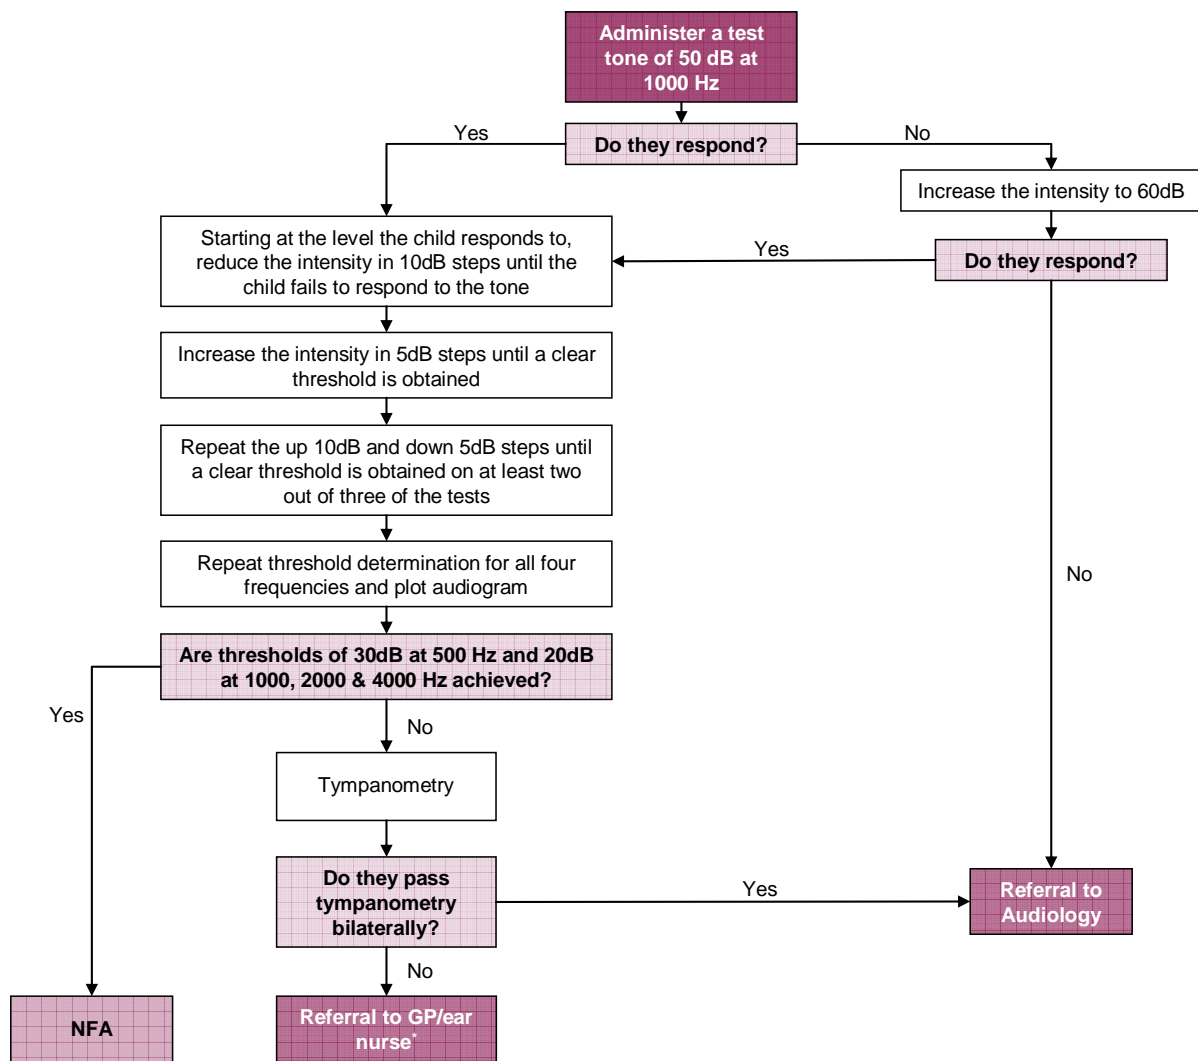 Administer a test
tone of 50 dB at
1000 Hz
Yes
Do they respond?
No
Increase the intensity to 60dB
Starting at the level the child responds to,
reduce the intensity in 10dB steps until the
child fails to respond to the tone
Yes
Do they respond?
Increase the intensity in 5dB steps until a clear
threshold is obtained
Repeat the up 10dB and down 5dB steps until
a clear threshold is obtained on at least two
out of three of the tests
Repeat threshold determination for all four
frequencies and plot audiogram
No
Are thresholds of 30dB at 500 Hz and 20dB
at 1000, 2000 & 4000 Hz achieved?
Yes
No
Tympanometry
Do they pass
tympanometry
bilaterally?
Yes
Referral to
Audiology
No
NFA
Referral to GP/ear
nurse*